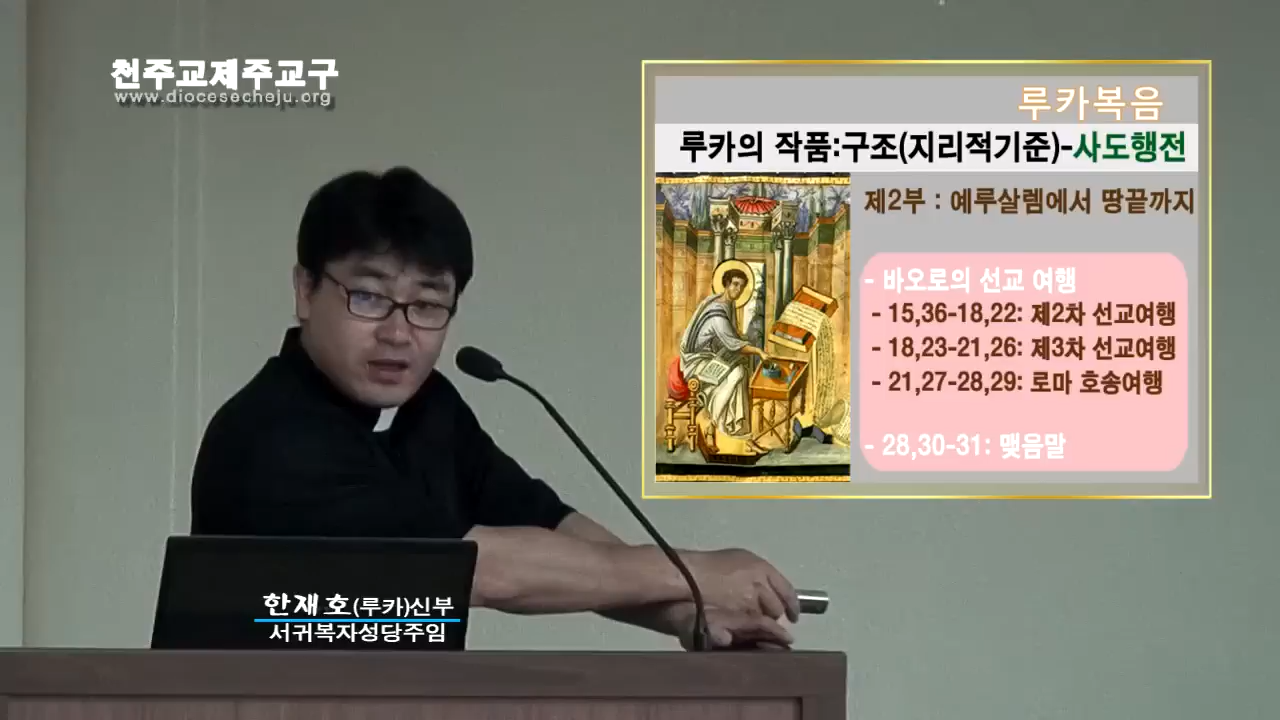 천주교제주교구
www.diocesecheju.org
루카복음
루카의 작품:구조(지리적기준)-사도행전
제2부 : 예루살렘에서 땅끝까지
- 바오로의 선교 여행
- 15,36-18,22: 제2차 선교여행
- 18,23-21,26: 제3차 선교여행
- 21,27-28,29: 로마 호송여행
- 28,30-31: 맺음말
한재호(루카)신부
서귀복자성당주임